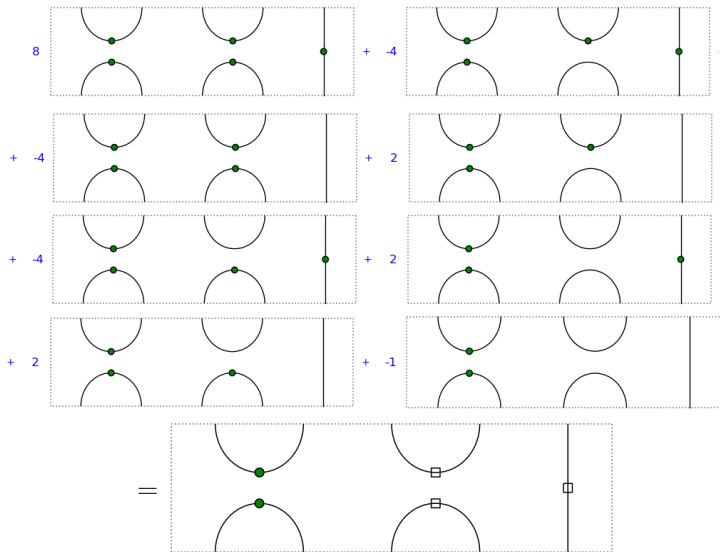 8 + -4
+ -4 + 2
+ -4 + 2
+ 2 + -1
=